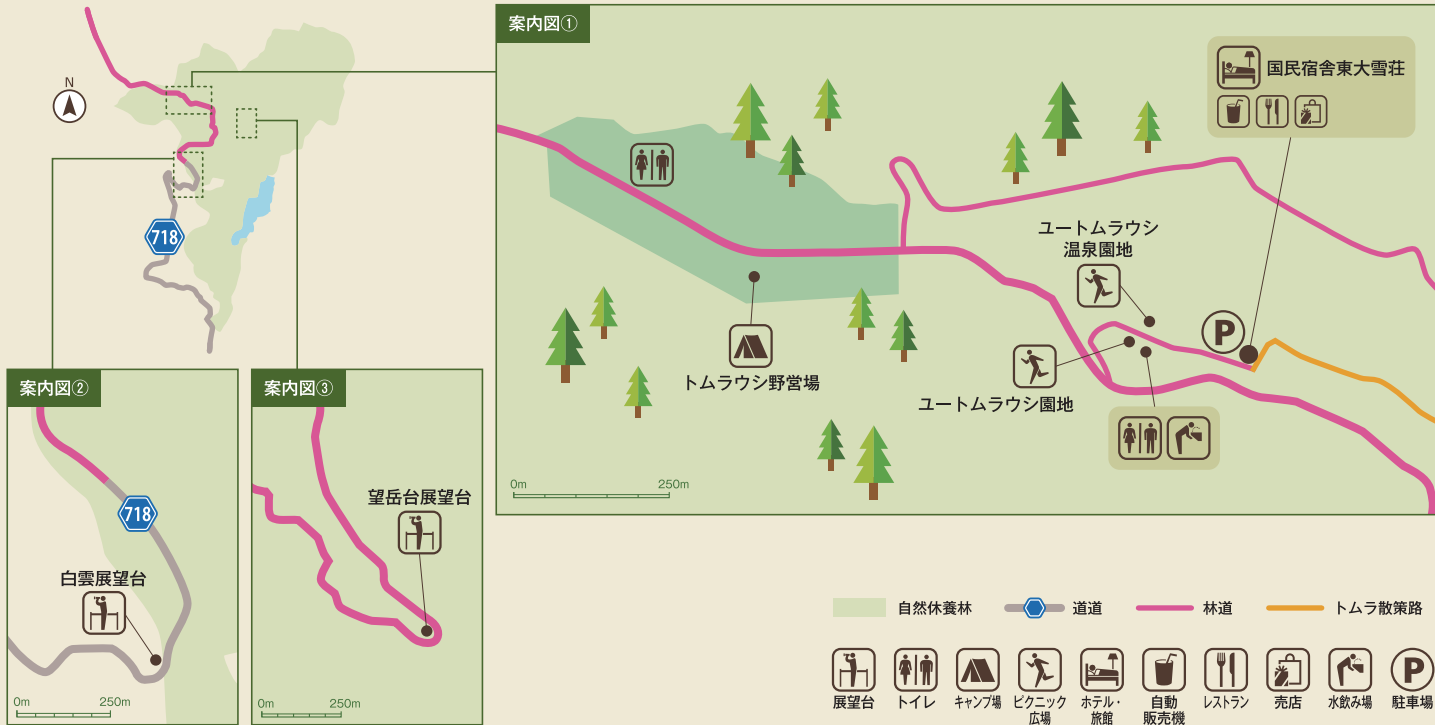 N
718
案内図①
国民宿舎東大雪荘
ユートムラウシ
温泉園地
P
トムラウシ野営場
ユートムラウシ園地
0m 250m
案内図②
718
白雲展望台
0m 250m
案内図③
望岳台展望台
0m 250m
自然休養林 道道 林道 トムラ散策路
P
展望台 トイレ キャンプ場 ピクニック
広場 ホテル・
旅館 自動
販売機 レストラン 売店 水飲み場 駐車場